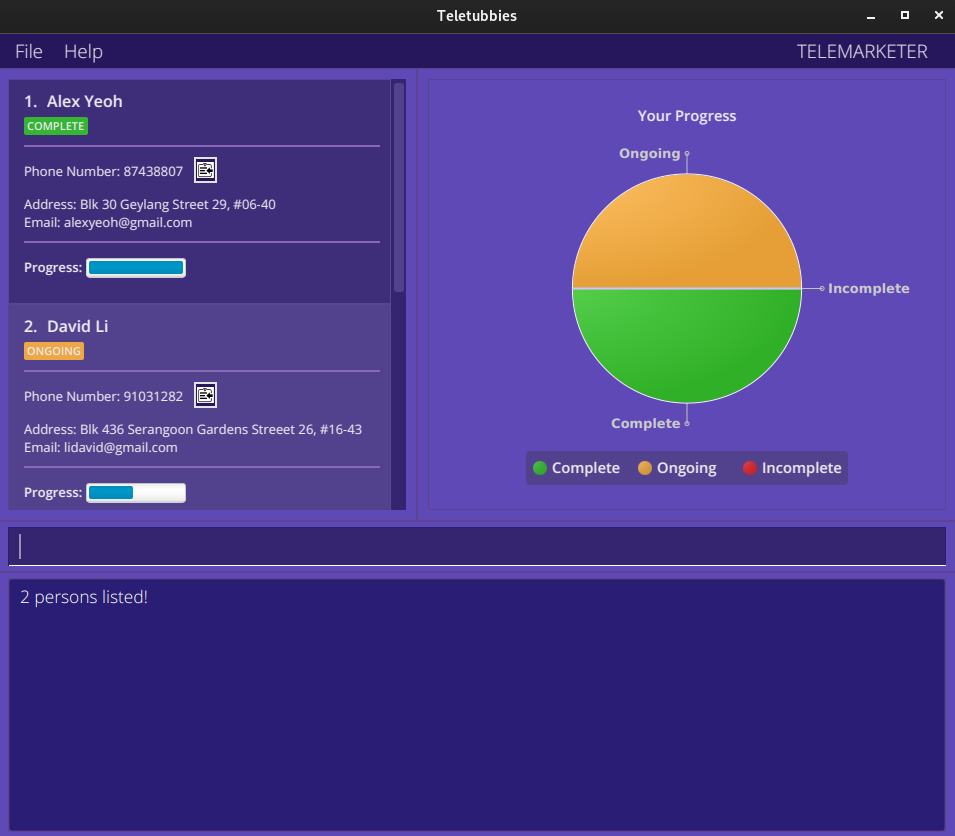 Teletubbies
File Help TELEMARKETER
1. Alex Yeoh
COMPLETE
Phone Number: 87438807
Address: Blk 30 Geylang Street 29, #06-40
Email: alexyeoh@gmail.com
Progress:
2. David Li
ONGOING
Phone Number: 91031282
Address: Blk 436 Serangoon Gardens Streeet 26, #16-43
Email: lidavid@gmail.com
Progress:
Your Progress
Ongoing
Incomplete
Complete
Complete Ongoing Incomplete
2 persons listed!